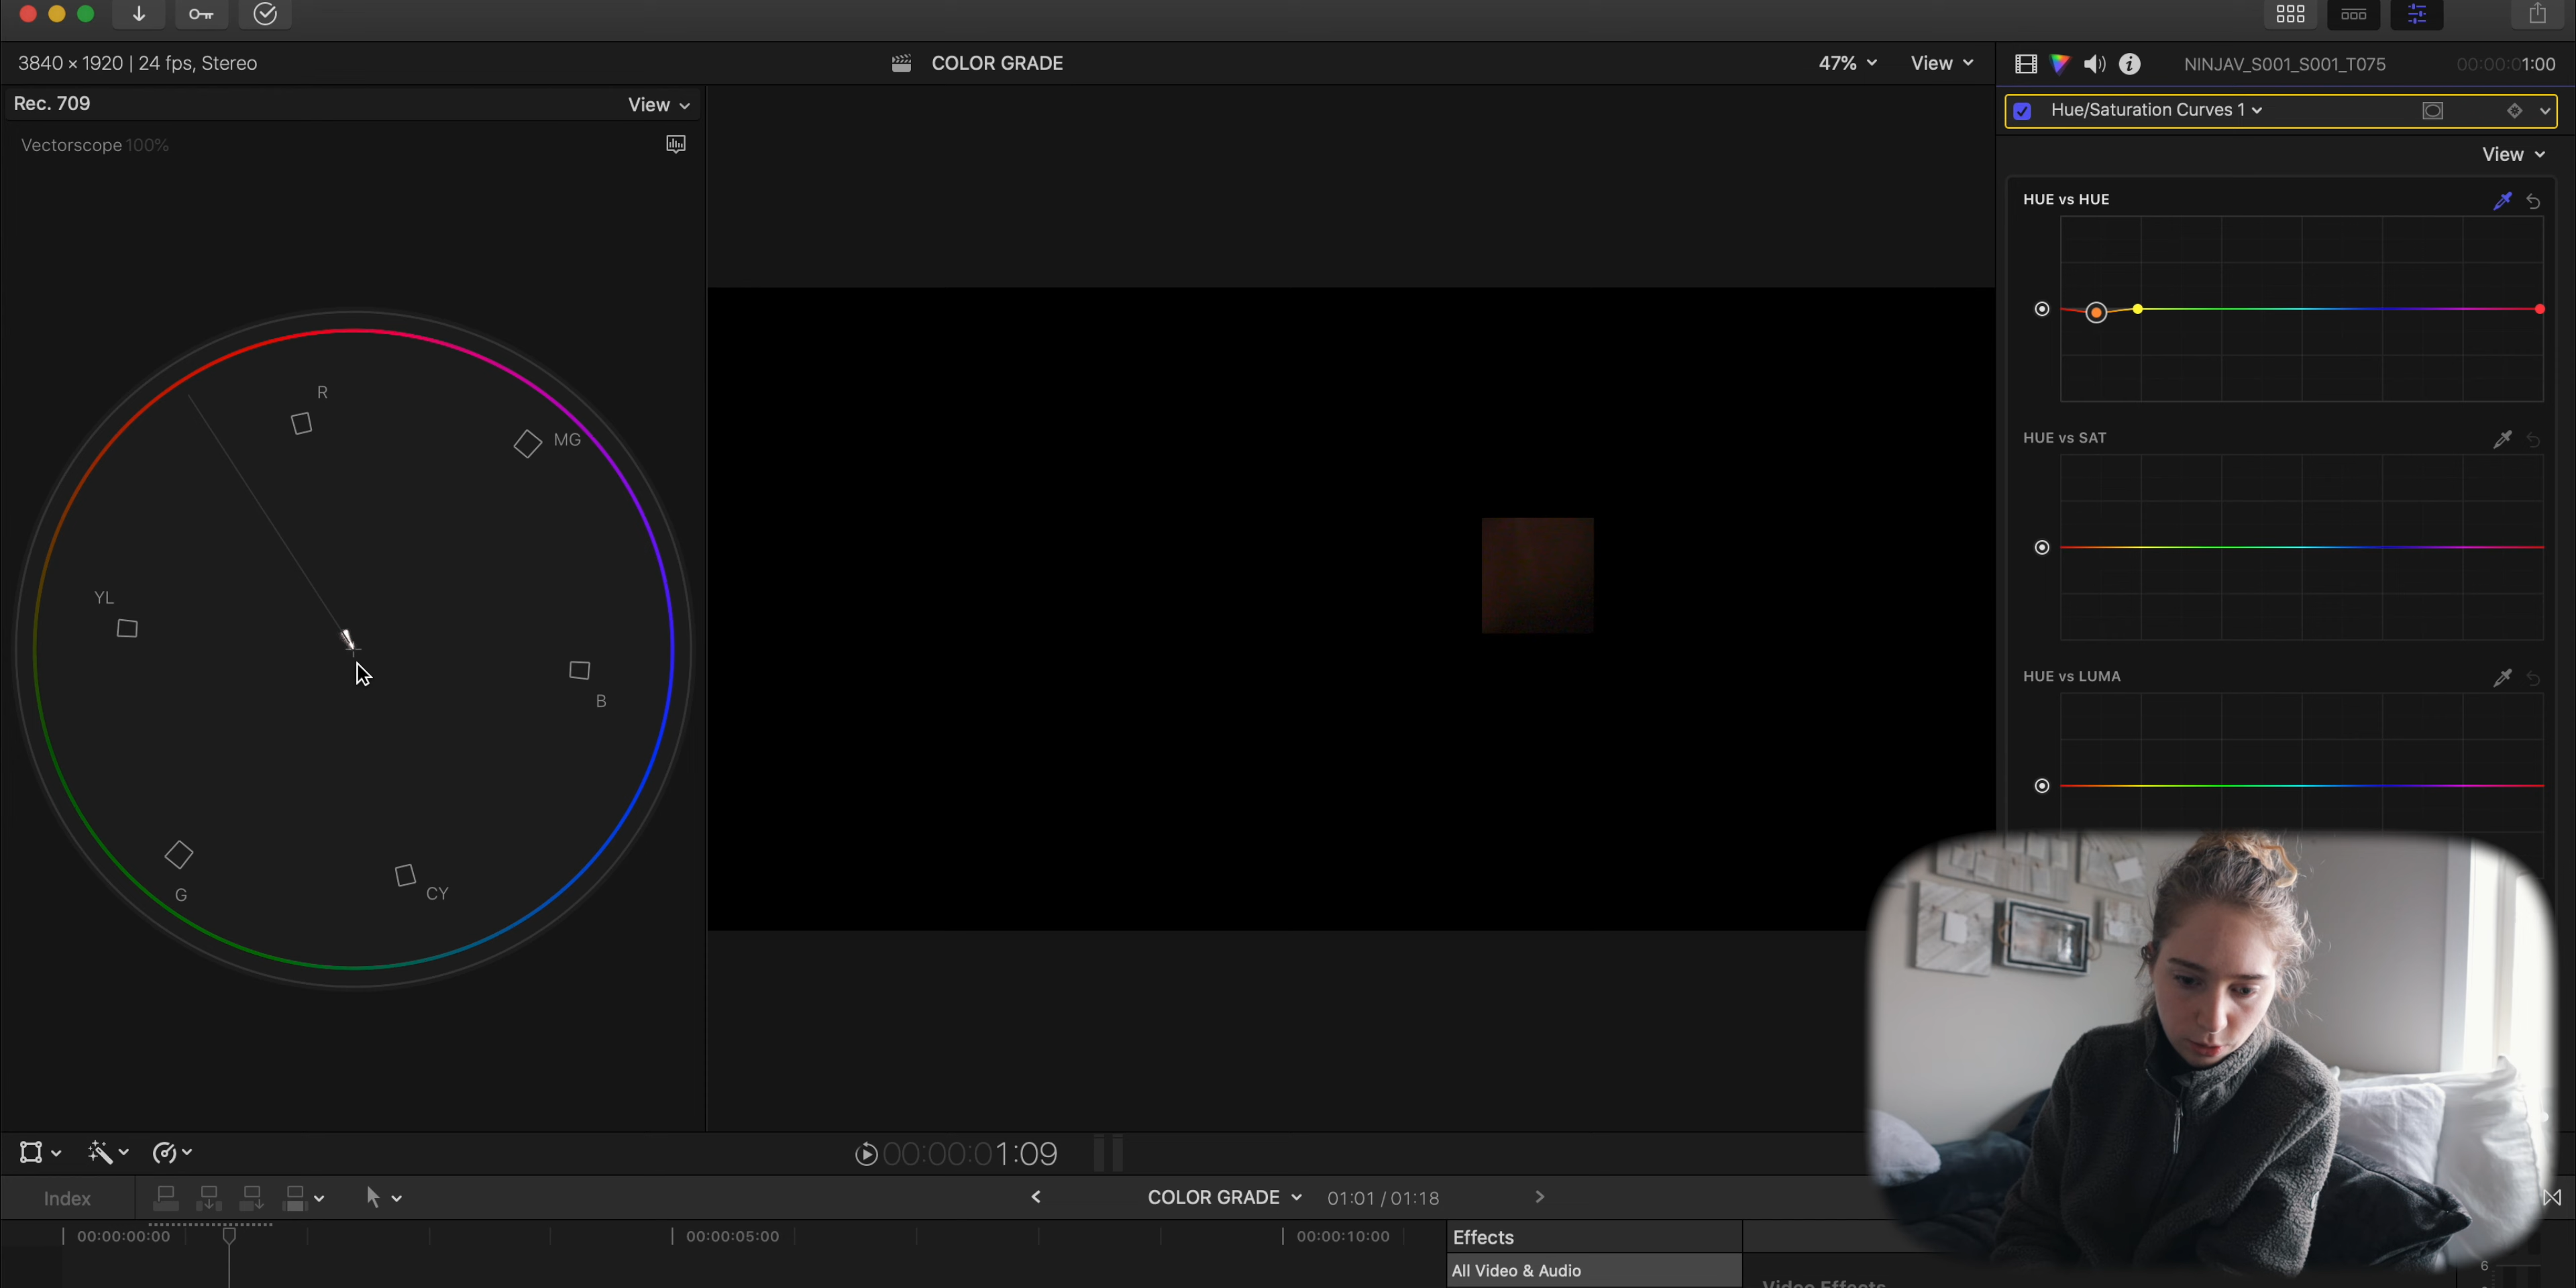 3840 × 1920 | 24 fps, Stereo
COLOR GRADE
47%
View
NINJAV_S001_S001_T075
00:00:01:00
Rec. 709
View
Hue/Saturation Curves 1
Vectorscope 100%
View
HUE vs HUE
R
MG
HUE vs SAT
YL
B
HUE vs LUMA
G
CY
00:00:01:09
Index
COLOR GRADE
01:01 / 01:18
00:00:00:00
00:00:05:00
00:00:10:00
Effects
All Video & Audio
Video Effects
6